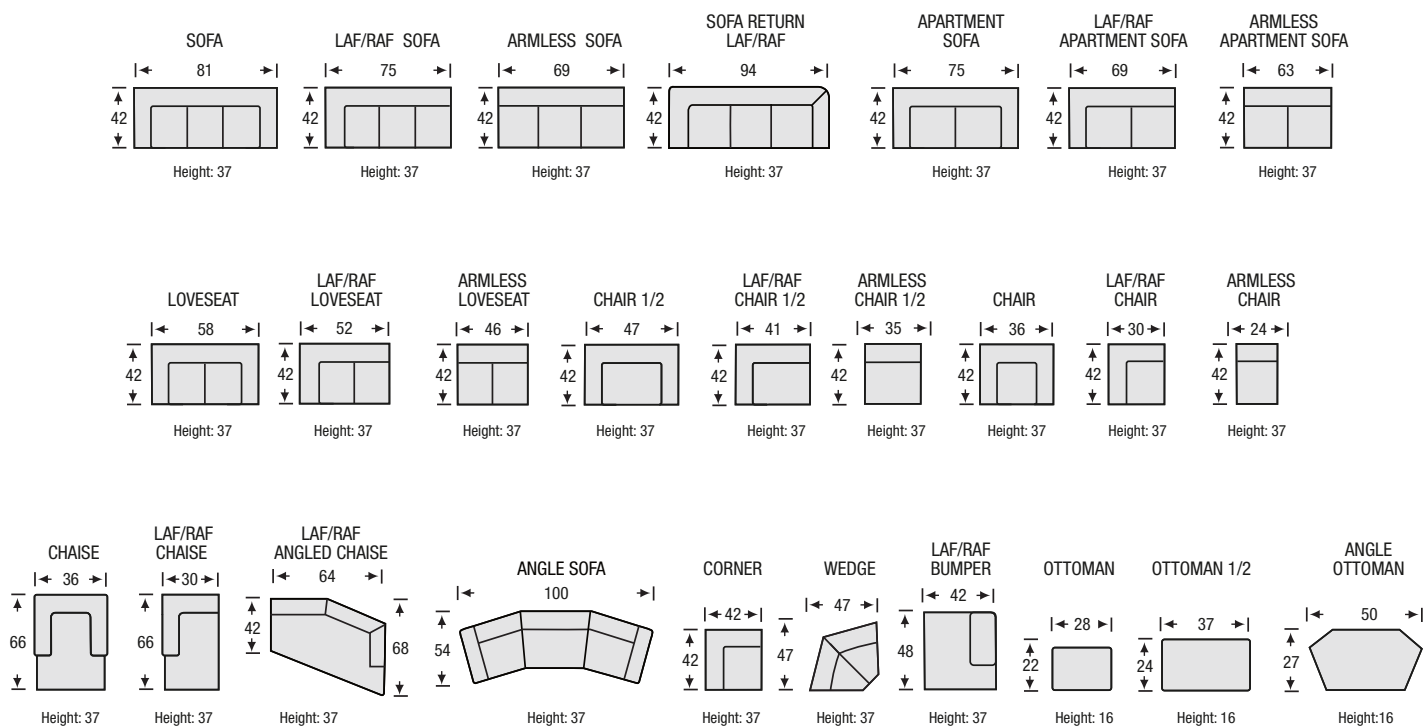 SOFA
81
42
Height: 37
LAF/RAF SOFA
75
42
Height: 37
ARMLESS SOFA
69
42
Height: 37
SOFA RETURN
LAF/RAF
94
42
Height: 37
APARTMENT
SOFA
75
42
Height: 37
LAF/RAF
APARTMENT SOFA
69
42
Height: 37
ARMLESS
APARTMENT SOFA
63
42
Height: 37
LOVESEAT
58
42
Height: 37
LAF/RAF
LOVESEAT
52
42
Height: 37
ARMLESS
LOVESEAT
46
42
Height: 37
CHAIR 1/2
47
42
Height: 37
LAF/RAF
CHAIR 1/2
41
42
Height: 37
ARMLESS
CHAIR 1/2
35
42
Height: 37
CHAIR
36
42
Height: 37
LAF/RAF
CHAIR
30
42
Height: 37
ARMLESS
CHAIR
24
42
Height: 37
CHAISE
36
66
Height: 37
LAF/RAF
CHAISE
30
66
Height: 37
LAF/RAF
ANGLED CHAISE
64
42
68
Height: 37
ANGLE SOFA
100
54
Height: 37
CORNER
42
42
Height: 37
WEDGE
47
47
Height: 37
LAF/RAF
BUMPER
42
48
Height: 37
OTTOMAN
28
22
Height: 16
OTTOMAN 1/2
37
24
Height: 16
ANGLE
OTTOMAN
50
27
Height:16